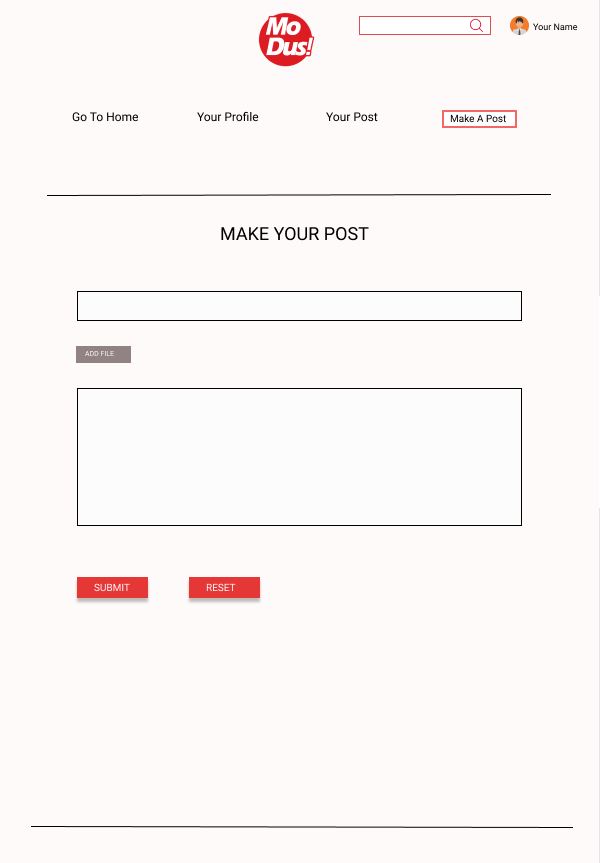 Mo
Dus!
Your Name
Go To Home
Your Profile
Your Post
Make A Post
MAKE YOUR POST
ADD FILE
SUBMIT
RESET